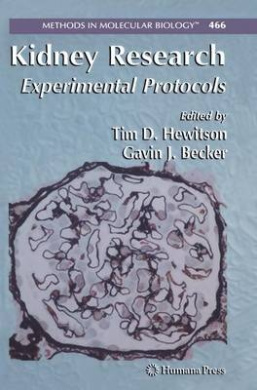 METHODS IN MOLECULAR BIOLOGY™ 466
Kidney Research
Experimental Protocols
Edited by
Tim D. Hewitson
Gavin J. Becker
Humana Press